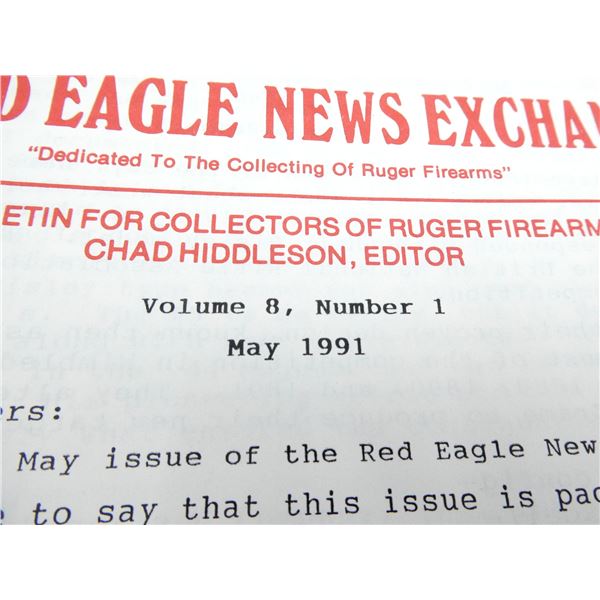 D EAGLE NEWS EXCHAN
"Dedicated To The Collecting Of Ruger Firearms"
ETIN FOR COLLECTORS OF RUGER FIREARM
CHAD HIDDLESON, EDITOR
Volume 8, Number 1
May 1991
ers:
May issue of the Red Eagle New
e to say that this issue is pac